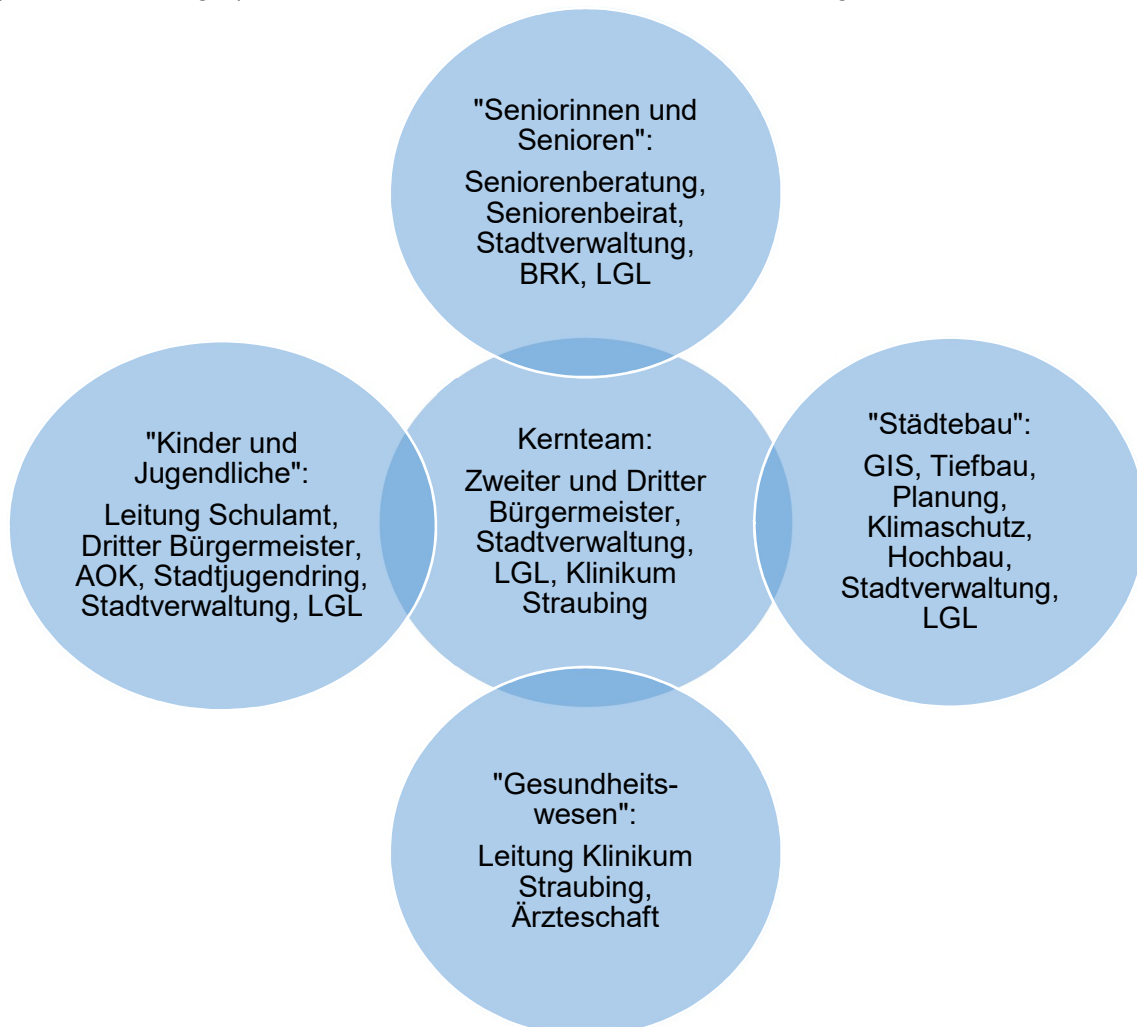 "Seniorinnen und
Senioren":
Seniorenberatung,
Seniorenbeirat,
Stadtverwaltung,
BRK, LGL
"Kinder und
Jugendliche":
Leitung Schulamt,
Dritter Bürgermeister,
AOK, Stadtjugendring,
Stadtverwaltung, LGL
Kernteam:
Zweiter und Dritter
Bürgermeister,
Stadtverwaltung,
LGL, Klinikum
Straubing
"Städtebau":
GIS, Tiefbau,
Planung,
Klimaschutz,
Hochbau,
Stadtverwaltung,
LGL
"Gesundheits-
wesen":
Leitung Klinikum
Straubing,
Ärzteschaft